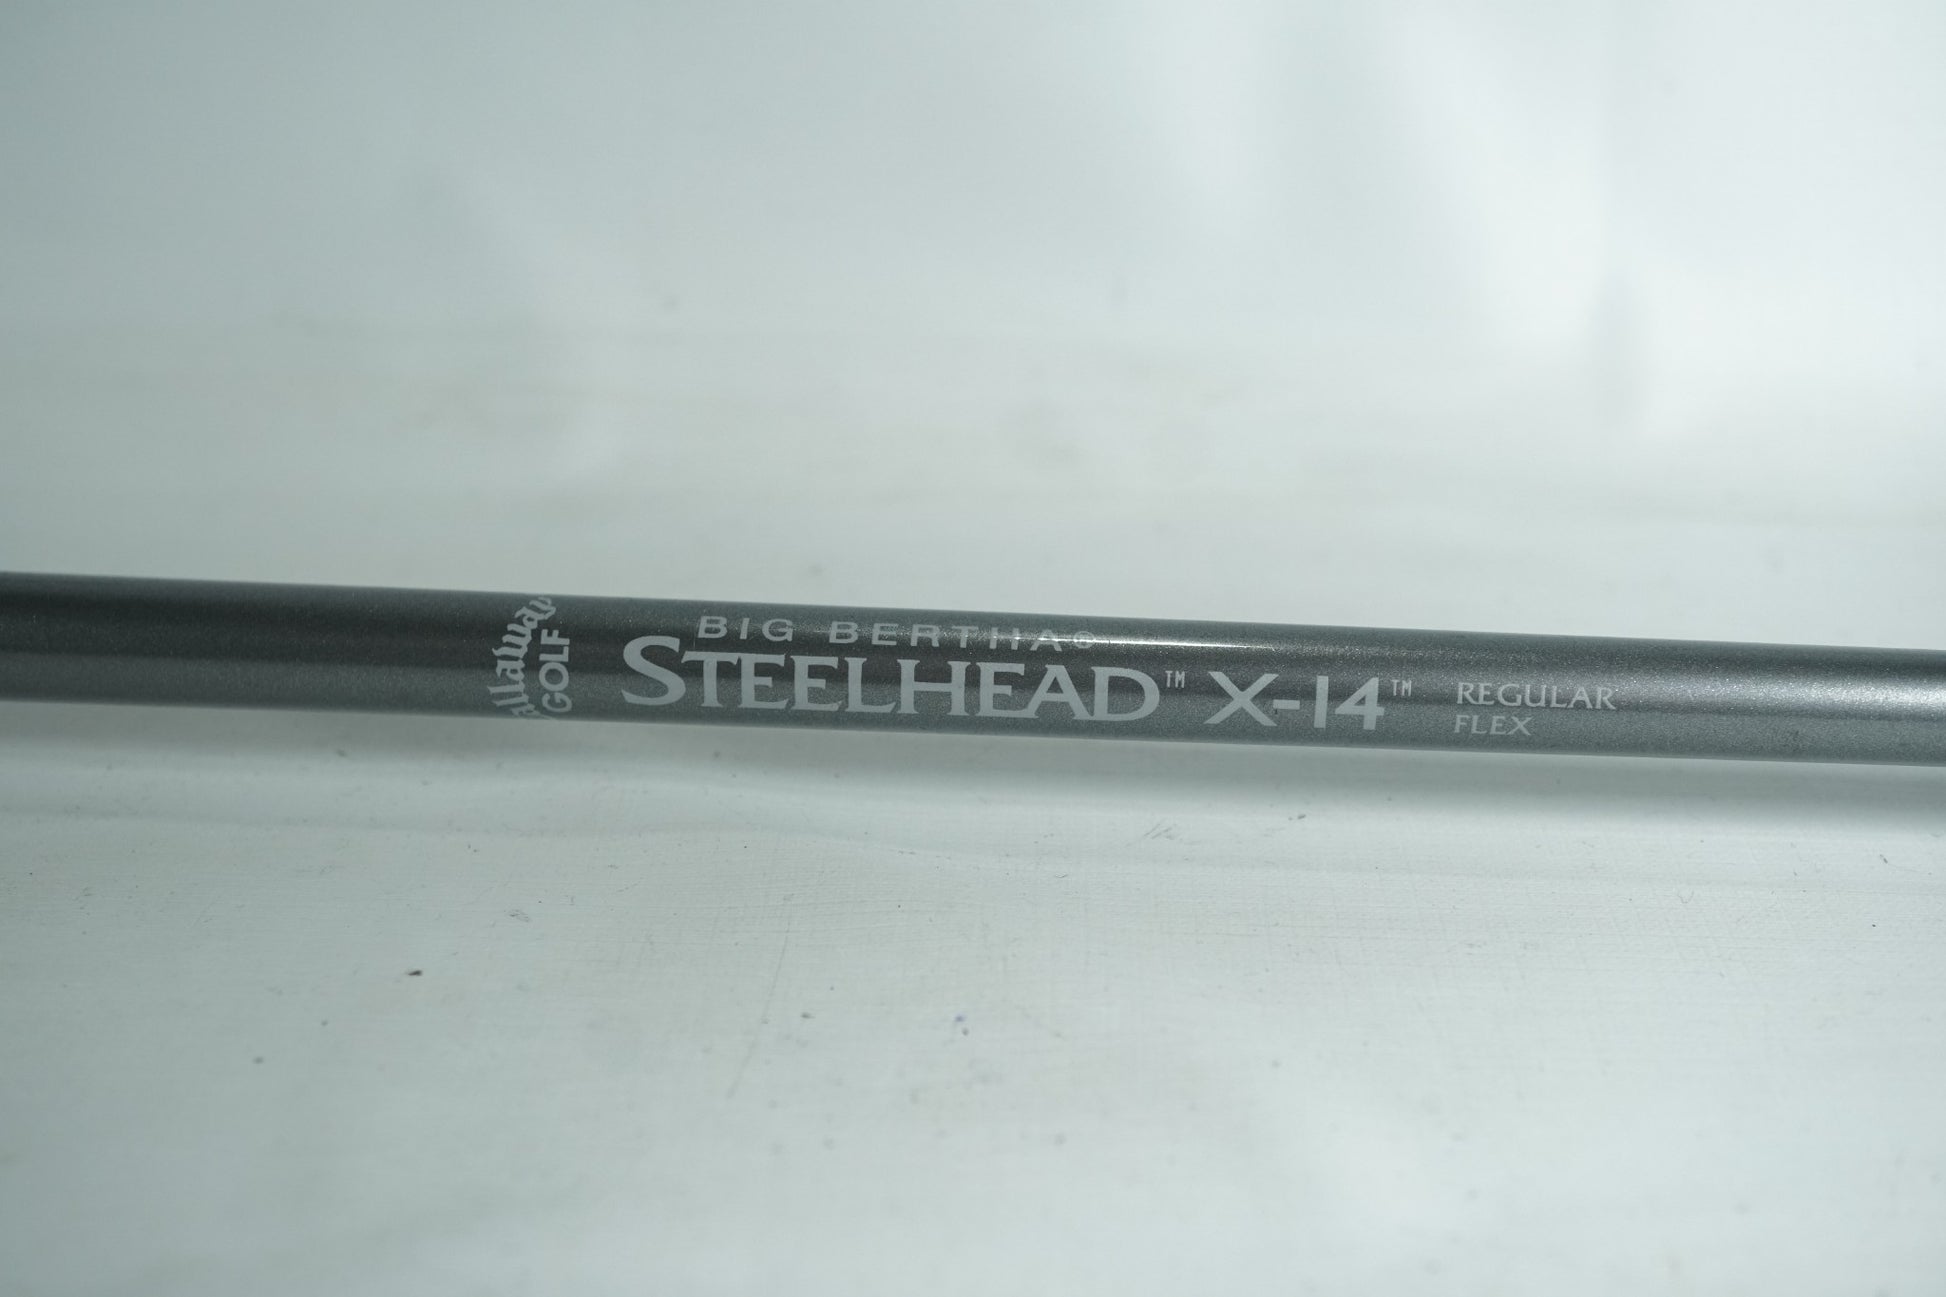 Callaway
GOLF
BIG BERTHA®
STEELHEAD™ X-14™
REGULAR
FLEX